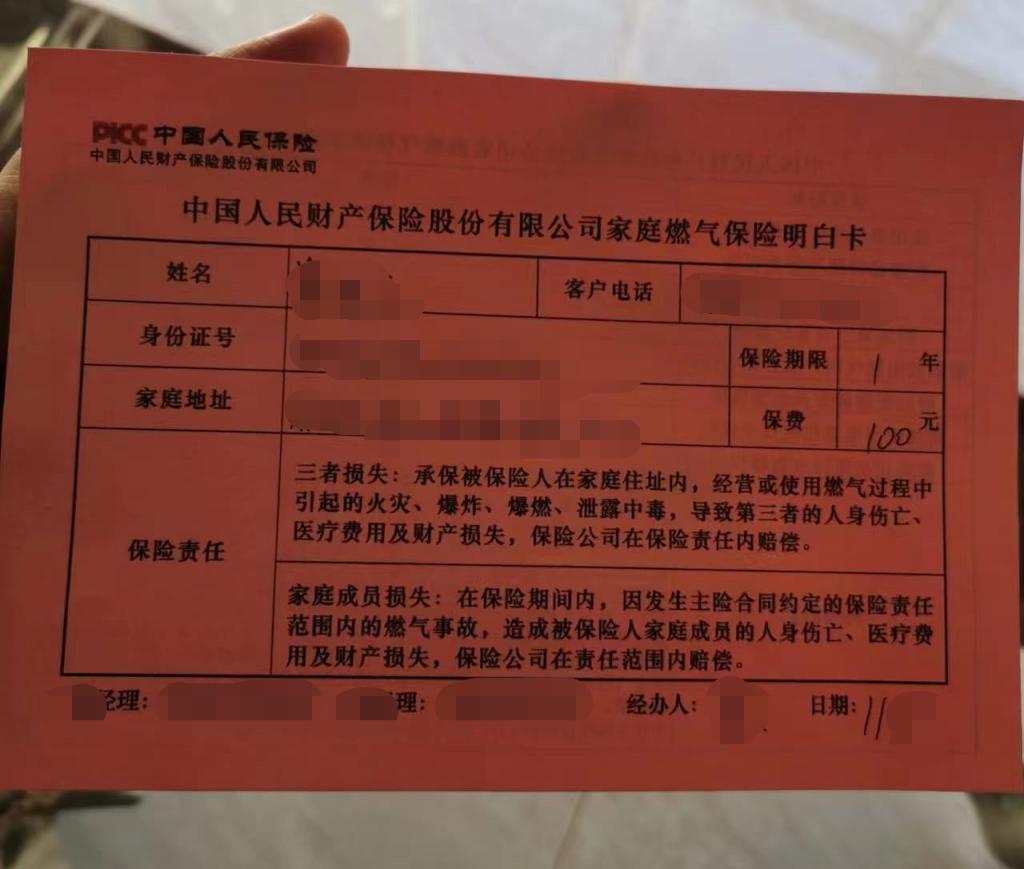 PICC 中国人民保险
中国人民财产保险股份有限公司
中国人民财产保险股份有限公司家庭燃气保险明白卡
姓名
客户电话
身份证号
保险期限
1 年
家庭地址
保费
100 元
保险责任
三者损失：承保被保险人在家庭住址内，经营或使用燃气过程中
引起的火灾、爆炸、爆燃、泄露中毒，导致第三者的人身伤亡、
医疗费用及财产损失，保险公司在保险责任内赔偿。
家庭成员损失：在保险期间内，因发生主险合同约定的保险责任
范围内的燃气事故，造成被保险人家庭成员的人身伤亡、医疗费
用及财产损失，保险公司在责任范围内赔偿。
经理：
理：
经办人：
日期：11